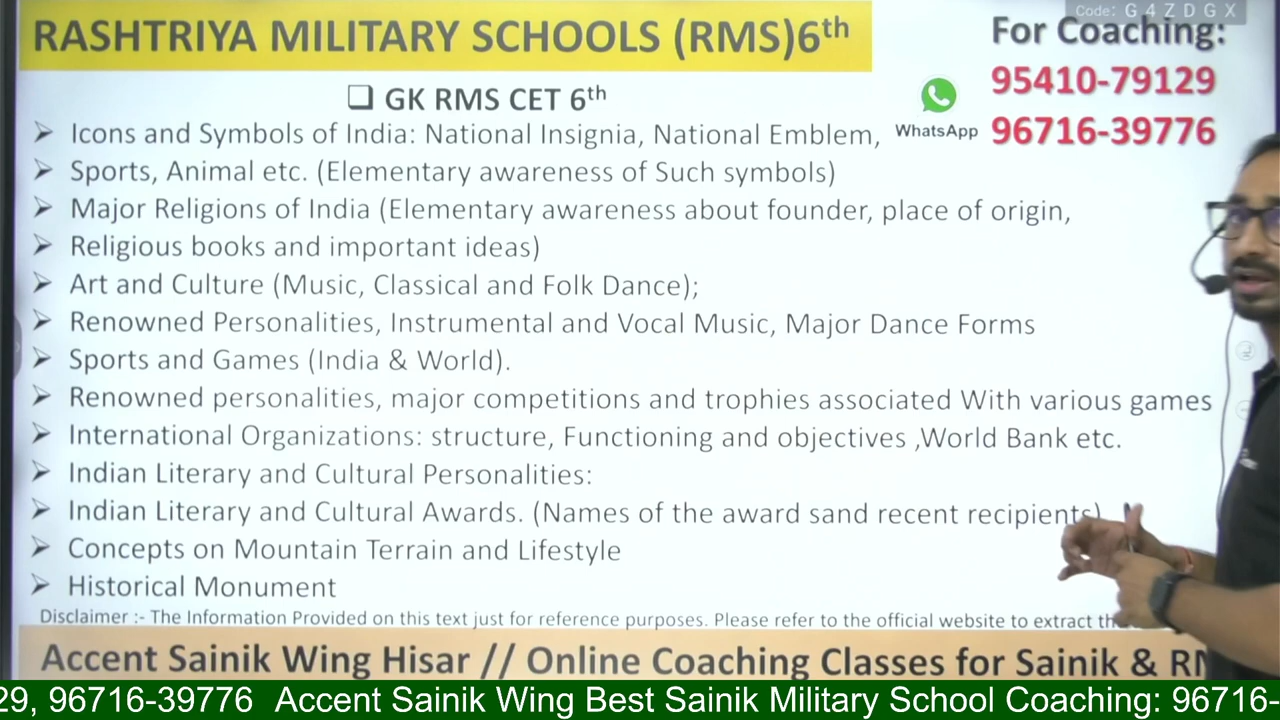 Code: G 4 Z D G X
RASHTRIYA MILITARY SCHOOLS (RMS)6th
For Coaching:
95410-79129
WhatsApp
96716-39776
❑ GK RMS CET 6th
➢ Icons and Symbols of India: National Insignia, National Emblem,
➢ Sports, Animal etc. (Elementary awareness of Such symbols)
➢ Major Religions of India (Elementary awareness about founder, place of origin,
➢ Religious books and important ideas)
➢ Art and Culture (Music, Classical and Folk Dance);
➢ Renowned Personalities, Instrumental and Vocal Music, Major Dance Forms
➢ Sports and Games (India & World).
➢ Renowned personalities, major competitions and trophies associated With various games
➢ International Organizations: structure, Functioning and objectives ,World Bank etc.
➢ Indian Literary and Cultural Personalities:
➢ Indian Literary and Cultural Awards. (Names of the award sand recent recipients)
➢ Concepts on Mountain Terrain and Lifestyle
➢ Historical Monument
Disclaimer :- The Information Provided on this text just for reference purposes. Please refer to the official website to extract
Accent Sainik Wing Hisar // Online Coaching Classes for Sainik &
29, 96716-39776 Accent Sainik Wing Best Sainik Military School Coaching: 96716-